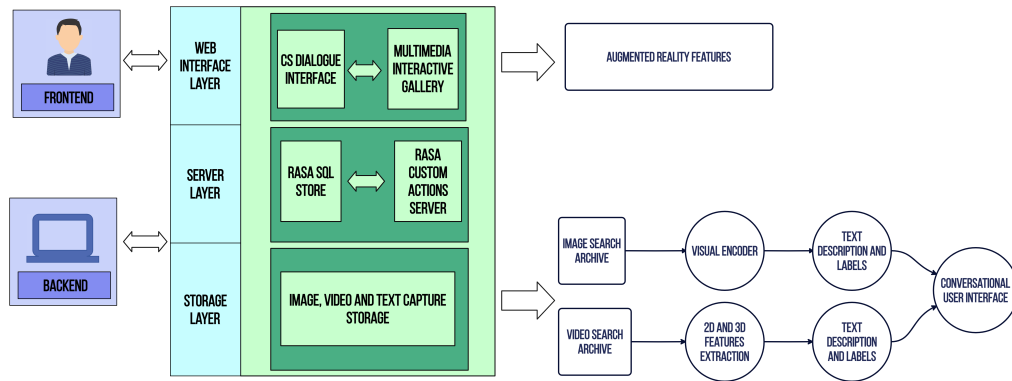 FRONTEND
BACKEND
WEB
INTERFACE
LAYER
SERVER
LAYER
STORAGE
LAYER
CS DIALOGUE
INTERFACE
MULTIMEDIA
INTERACTIVE
GALLERY
RASA SQL
STORE
RASA
CUSTOM
ACTIONS
SERVER
IMAGE, VIDEO AND TEXT CAPTURE
STORAGE
AUGMENTED REALITY FEATURES
IMAGE SEARCH
ARCHIVE
VISUAL ENCODER
TEXT
DESCRIPTION AND
LABELS
VIDEO SEARCH
ARCHIVE
2D AND 3D
FEATURES
EXTRACTION
TEXT
DESCRIPTION
AND LABELS
CONVERSATIONAL
USER INTERFACE